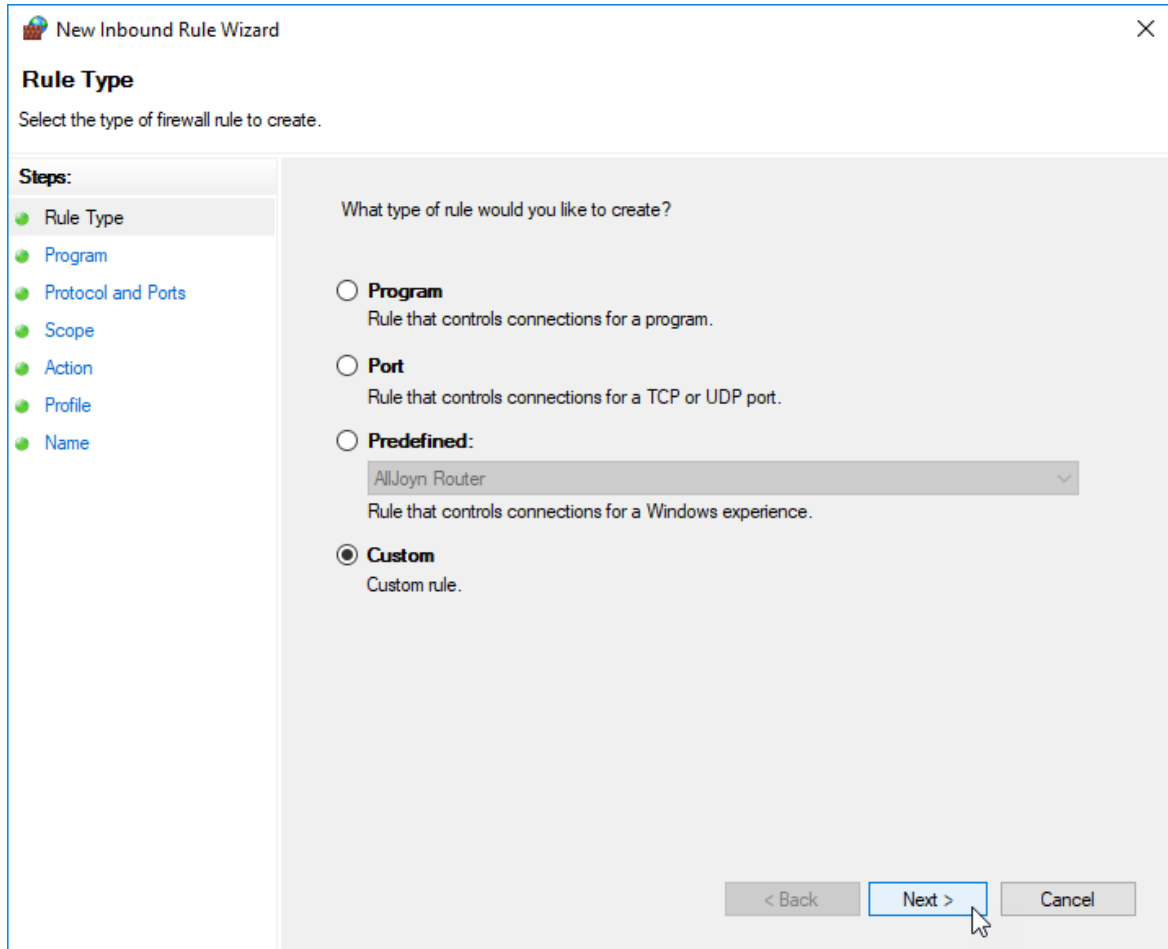 New Inbound Rule Wizard
Rule Type
Select the type of firewall rule to create.
Steps:
Rule Type
Program
Protocol and Ports
Scope
Action
Profile
Name
What type of rule would you like to create?
Program
Rule that controls connections for a program.
Port
Rule that controls connections for a TCP or UDP port.
Predefined:
AllJoyn Router
Rule that controls connections for a Windows experience.
Custom
Custom rule.
< Back Next > Cancel